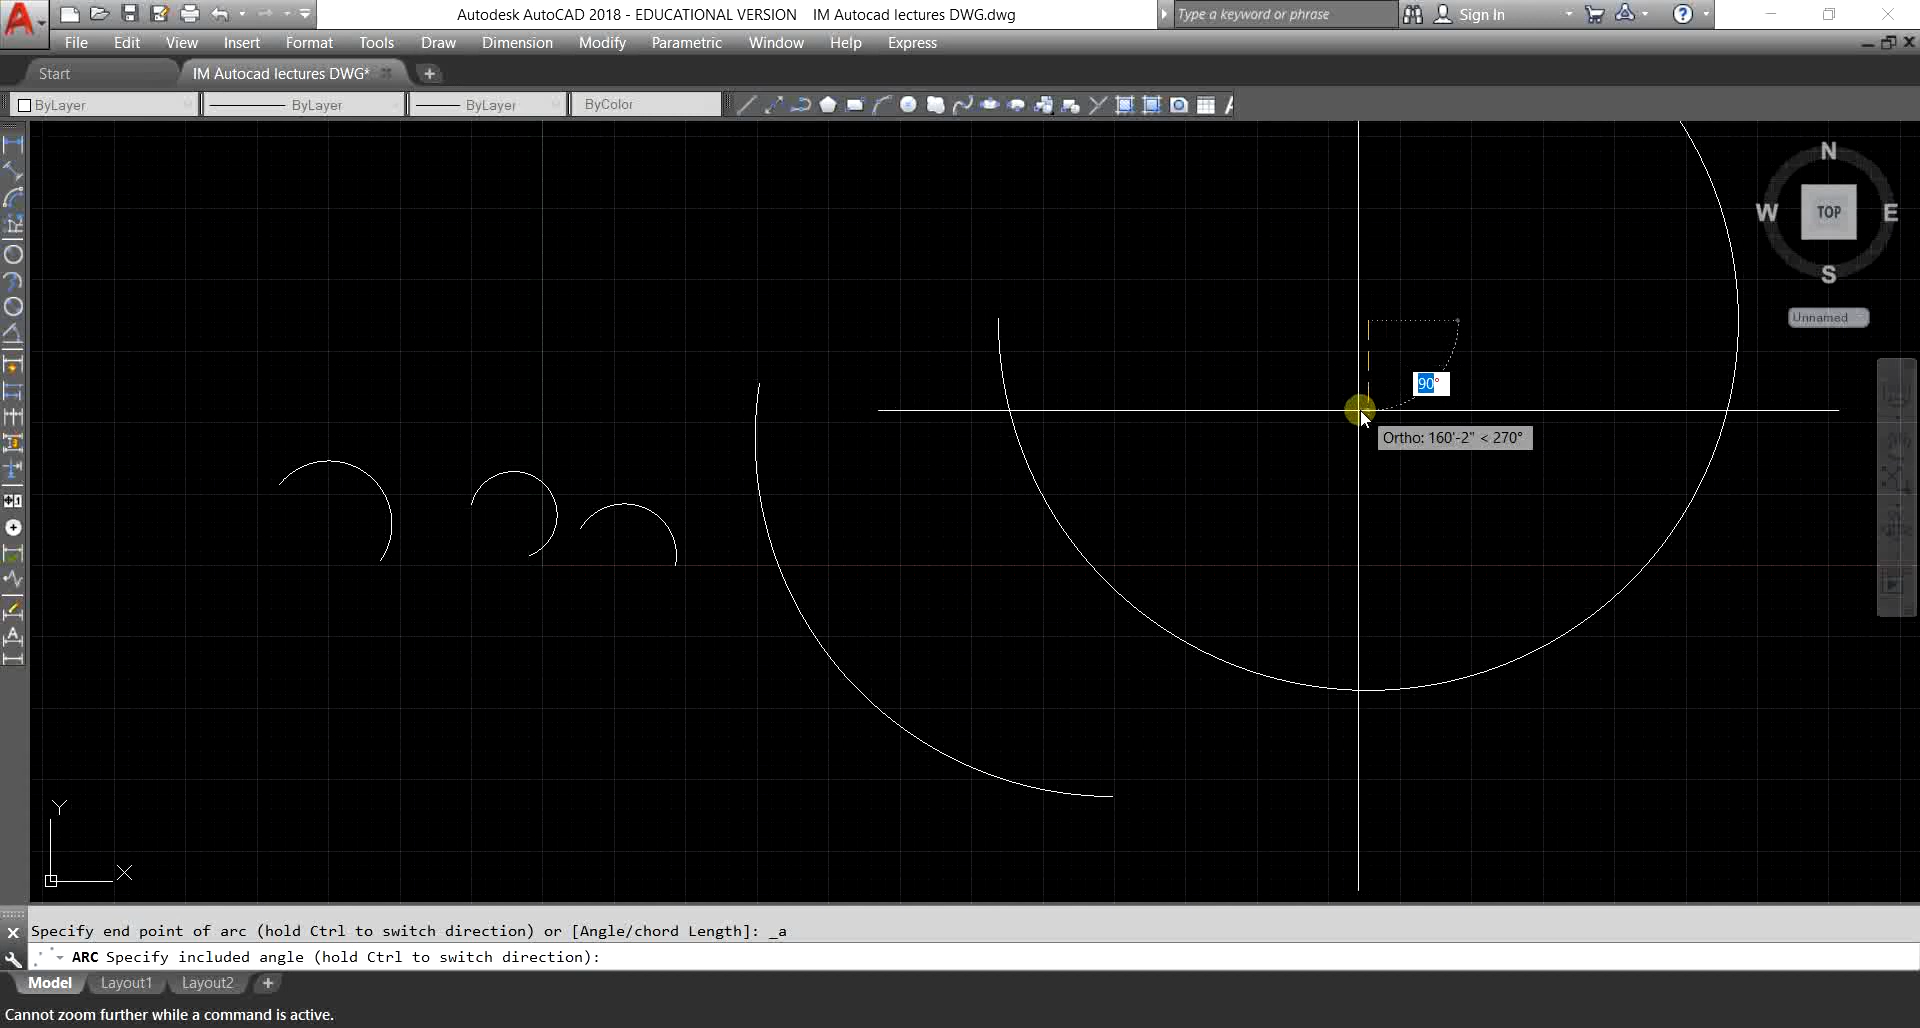 Autodesk AutoCAD 2018 - EDUCATIONAL VERSION IM Autocad lectures DWG.dwg
Type a keyword or phrase
Sign In
File Edit View Insert Format Tools Draw Dimension Modify Parametric Window Help Express
Start
IM Autocad lectures DWG*
ByLayer
ByLayer
ByLayer
ByColor
N
W
TOP
E
S
Unnamed
90°
Ortho: 160'-2" < 270°
Y
X
Specify end point of arc (hold Ctrl to switch direction) or [Angle/chord Length]: _a
ARC Specify included angle (hold Ctrl to switch direction):
Model Layout1 Layout2 +
Cannot zoom further while a command is active.